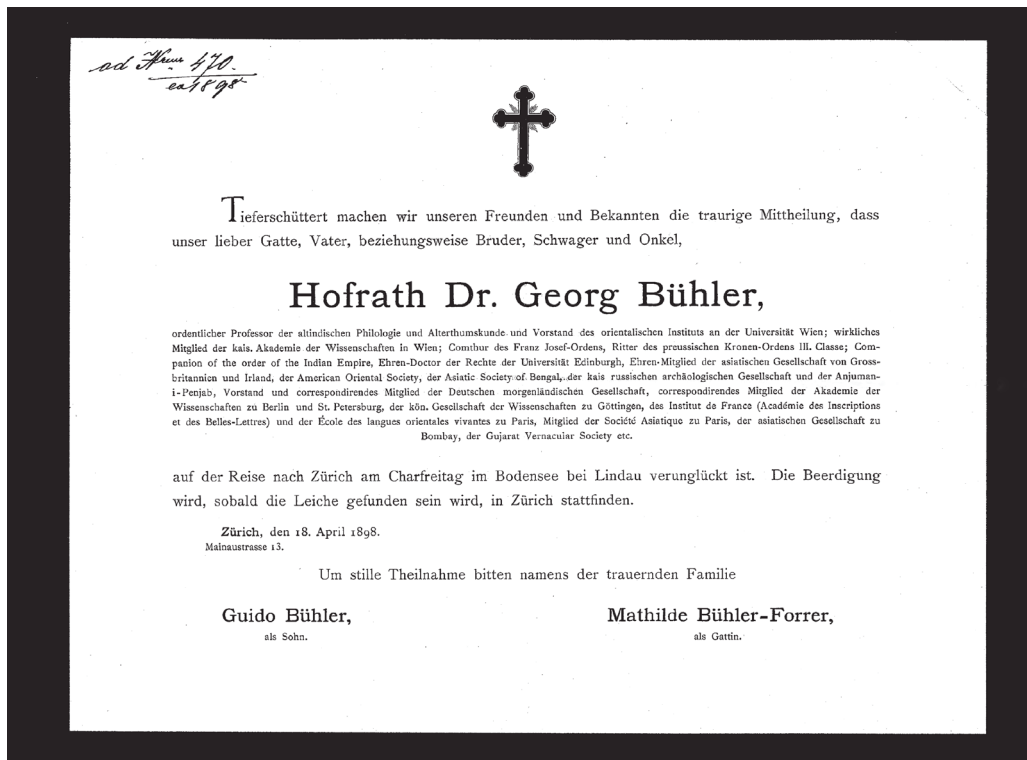 ad 470.
1898
Tieferschüttert machen wir unseren Freunden und Bekannten die traurige Mittheilung, dass
unser lieber Gatte, Vater, beziehungsweise Bruder, Schwager und Onkel,
Hofrath Dr. Georg Bühler,
ordentlicher Professor der altindischen Philologie und Alterthumskunde und Vorstand des orientalischen Instituts an der Universität Wien; wirkliches
Mitglied der kais. Akademie der Wissenschaften in Wien; Comthur des Franz Josef-Ordens, Ritter des preussischen Kronen-Ordens III. Classe; Com-
panion of the order of the Indian Empire, Ehren-Doctor der Rechte der Universität Edinburgh, Ehren-Mitglied der asiatischen Gesellschaft von Gross-
britannien und Irland, der American Oriental Society, der Asiatic Society of Bengal, der kais russischen archäologischen Gesellschaft und der Anjuman-
i-Penjab, Vorstand und correspondirendes Mitglied der Deutschen morgenländischen Gesellschaft, correspondirendes Mitglied der Akademie der
Wissenschaften zu Berlin und St. Petersburg, der kön. Gesellschaft der Wissenschaften zu Göttingen, des Institut de France (Académie des Inscriptions
et des Belles-Lettres) und der École des langues orientales vivantes zu Paris, Mitglied der Société Asiatique zu Paris, der asiatischen Gesellschaft zu
Bombay, der Gujarat Vernacular Society etc.
auf der Reise nach Zürich am Charfreitag im Bodensee bei Lindau verunglückt ist. Die Beerdigung
wird, sobald die Leiche gefunden sein wird, in Zürich stattfinden.
Zürich, den 18. April 1898.
Mainaustrasse 13.
Um stille Theilnahme bitten namens der trauernden Familie
Guido Bühler,
als Sohn.
Mathilde Bühler-Forrer,
als Gattin.